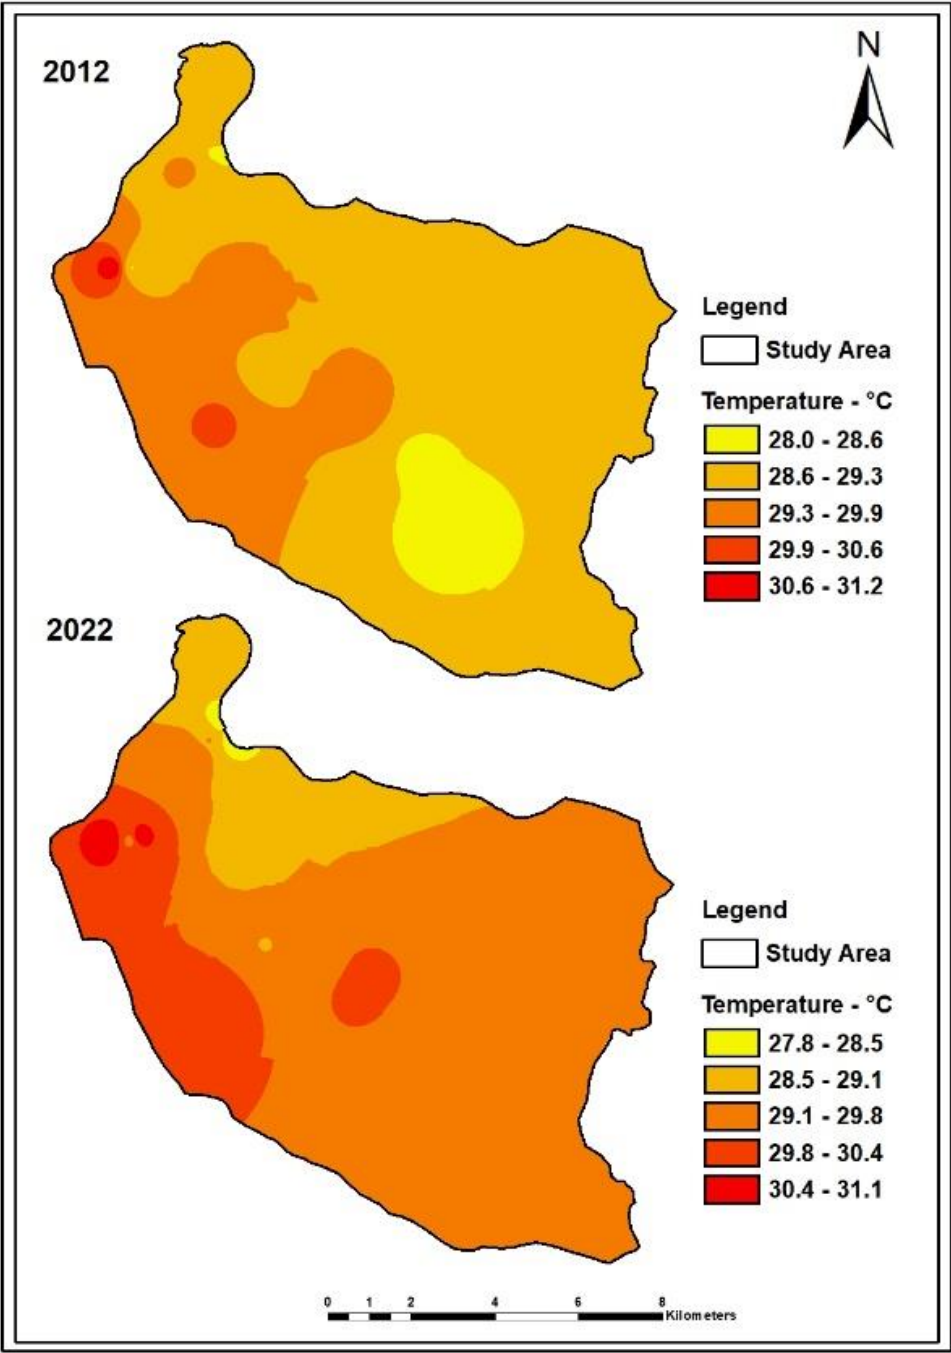 2012
N
Legend
Study Area
Temperature - °C
28.0 - 28.6
28.6 - 29.3
29.3 - 29.9
29.9 - 30.6
30.6 - 31.2
2022
Legend
Study Area
Temperature - °C
27.8 - 28.5
28.5 - 29.1
29.1 - 29.8
29.8 - 30.4
30.4 - 31.1
0 1 2 4 6 8
Kilometers